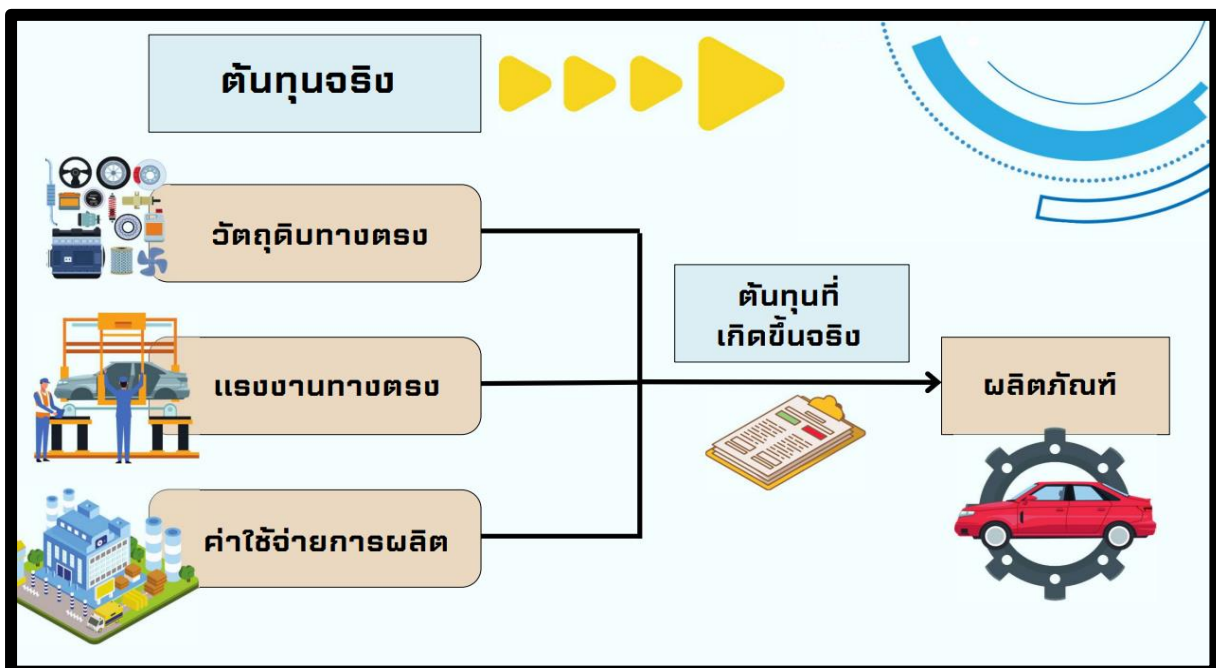 ต้นทุนจริง
วัตถุดิบทางตรง
แรงงานทางตรง
ค่าใช้จ่ายการผลิต
ต้นทุนที่
เกิดขึ้นจริง
ผลิตภัณฑ์